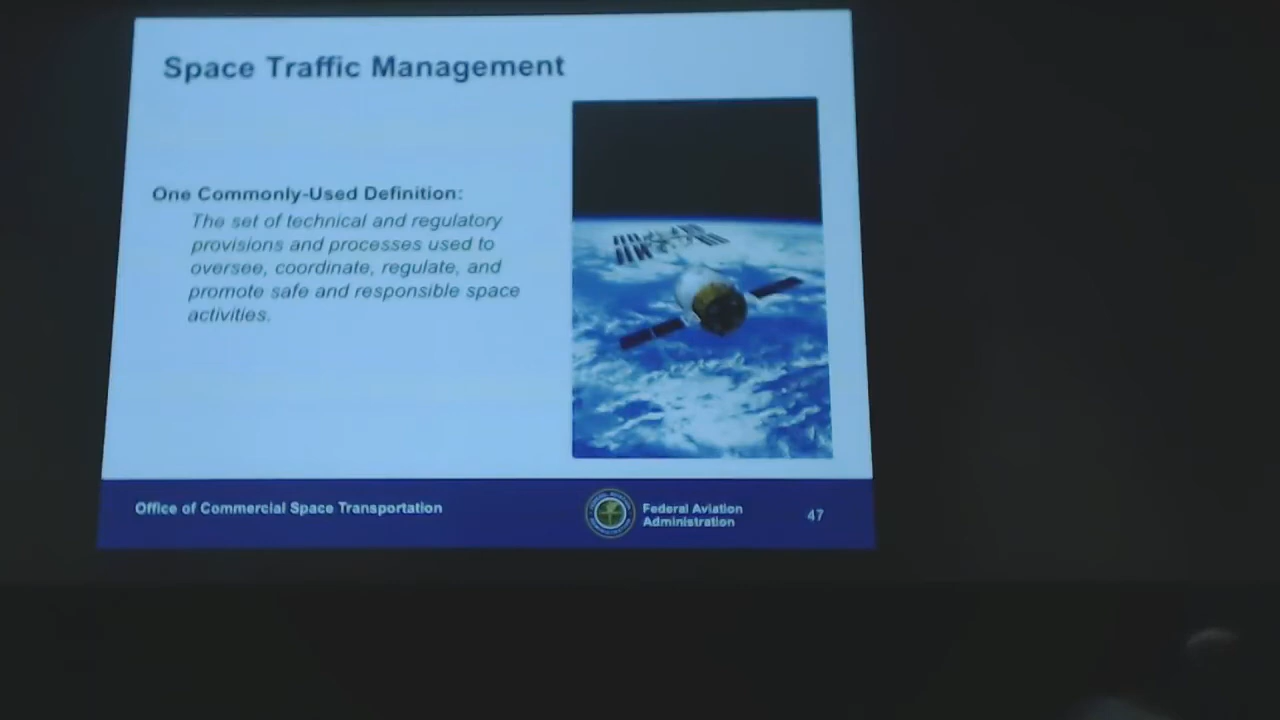 Space Traffic Management
One Commonly-Used Definition:
The set of technical and regulatory
provisions and processes used to
oversee, coordinate, regulate, and
promote safe and responsible space
activities.
Office of Commercial Space Transportation
Federal Aviation
Administration
47